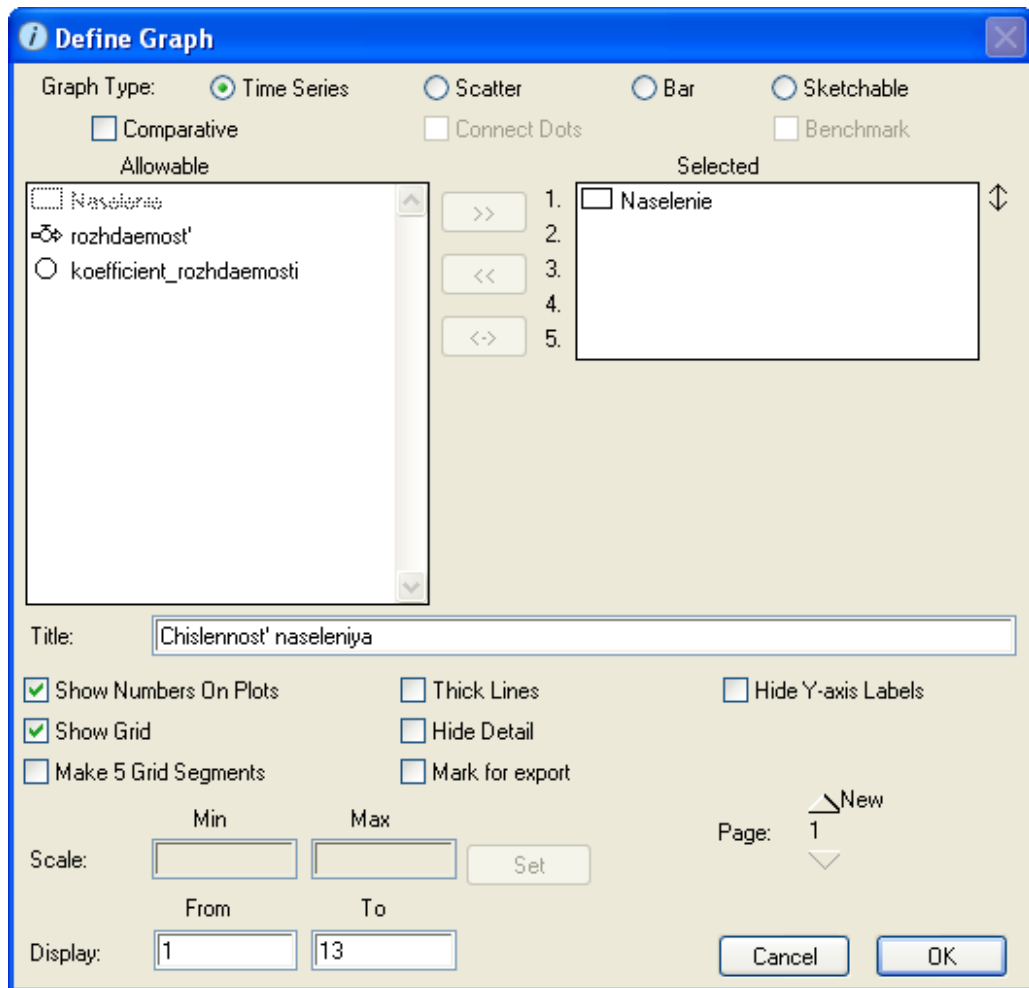 Define Graph
Graph Type: Time Series Scatter Bar Sketchable
Comparative Connect Dots Benchmark
Allowable Selected
Naselenie
rozhdaemost'
koefficient_rozhdaemosti
>>
<<
<->
1. Naselenie
2.
3.
4.
5.
Title: Chislennost' naseleniya
Show Numbers On Plots Thick Lines Hide Y-axis Labels
Show Grid Hide Detail
Make 5 Grid Segments Mark for export
Min Max
Scale: Set
New
Page: 1
From To
Display: 1 13
Cancel OK